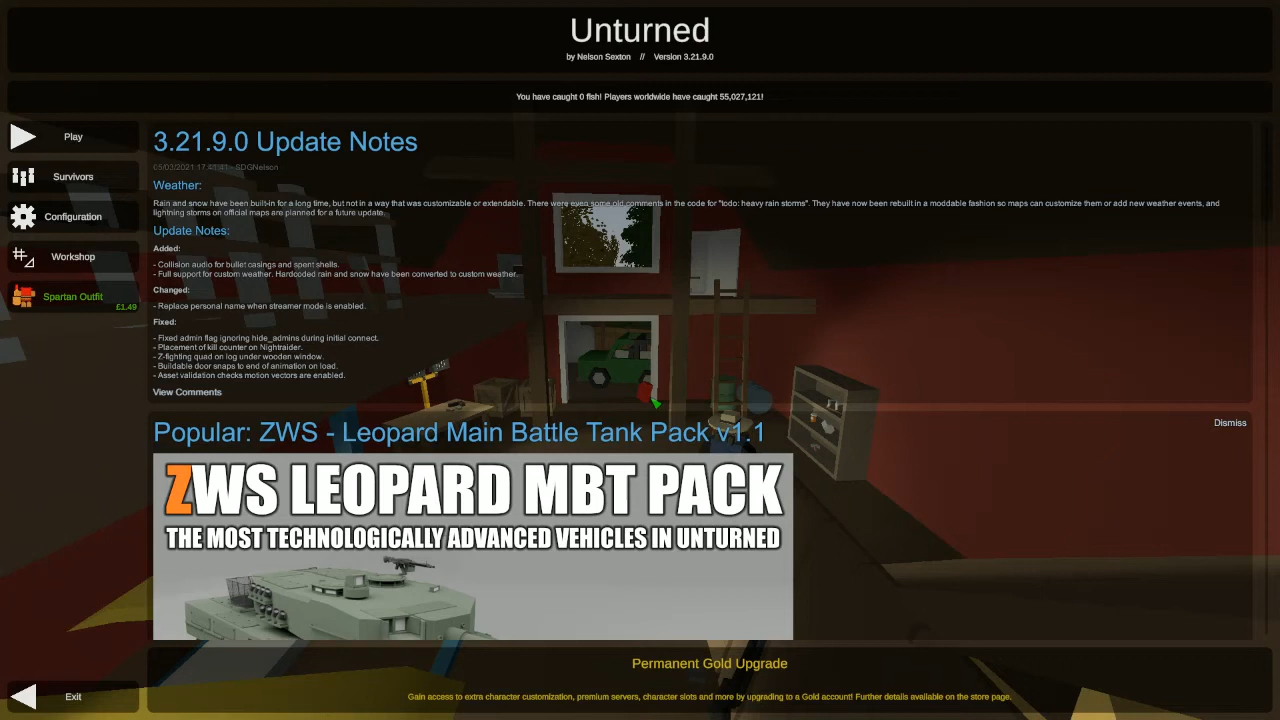 Unturned
by Nelson Sexton // Version 3.21.9.0
You have caught 0 fish! Players worldwide have caught 55,027,121!
Play
Survivors
Configuration
Workshop
Spartan Outfit
£1.49
3.21.9.0 Update Notes
- SDGNelson
Weather:
Rain and snow have been built-in for a long time, but not in a way that was customizable or extendable. There were even some old comments in the code for "todo: heavy rain storms". They have now been rebuilt in a moddable fashion so maps can customize them or add new weather events, and
lightning storms on official maps are planned for a future update.
Update Notes:
Added:
- Collision audio for bullet casings and spent shells.
- Full support for custom weather. Hardcoded rain and snow have been converted to custom weather.
Changed:
- Replace personal name when streamer mode is enabled.
Fixed:
- Fixed admin flag ignoring hide_admins during initial connect.
- Placement of kill counter on Nightraider.
- Z-fighting quad on log under wooden window.
- Buildable door snaps to end of animation on load.
- Asset validation checks motion vectors are enabled.
View Comments
Popular: ZWS - Leopard Main Battle Tank Pack v1.1
Dismiss
ZWS LEOPARD MBT PACK
THE MOST TECHNOLOGICALLY ADVANCED VEHICLES IN UNTURNED
Permanent Gold Upgrade
Gain access to extra character customization, premium servers, character slots and more by upgrading to a Gold account! Further details available on the store page.
Exit